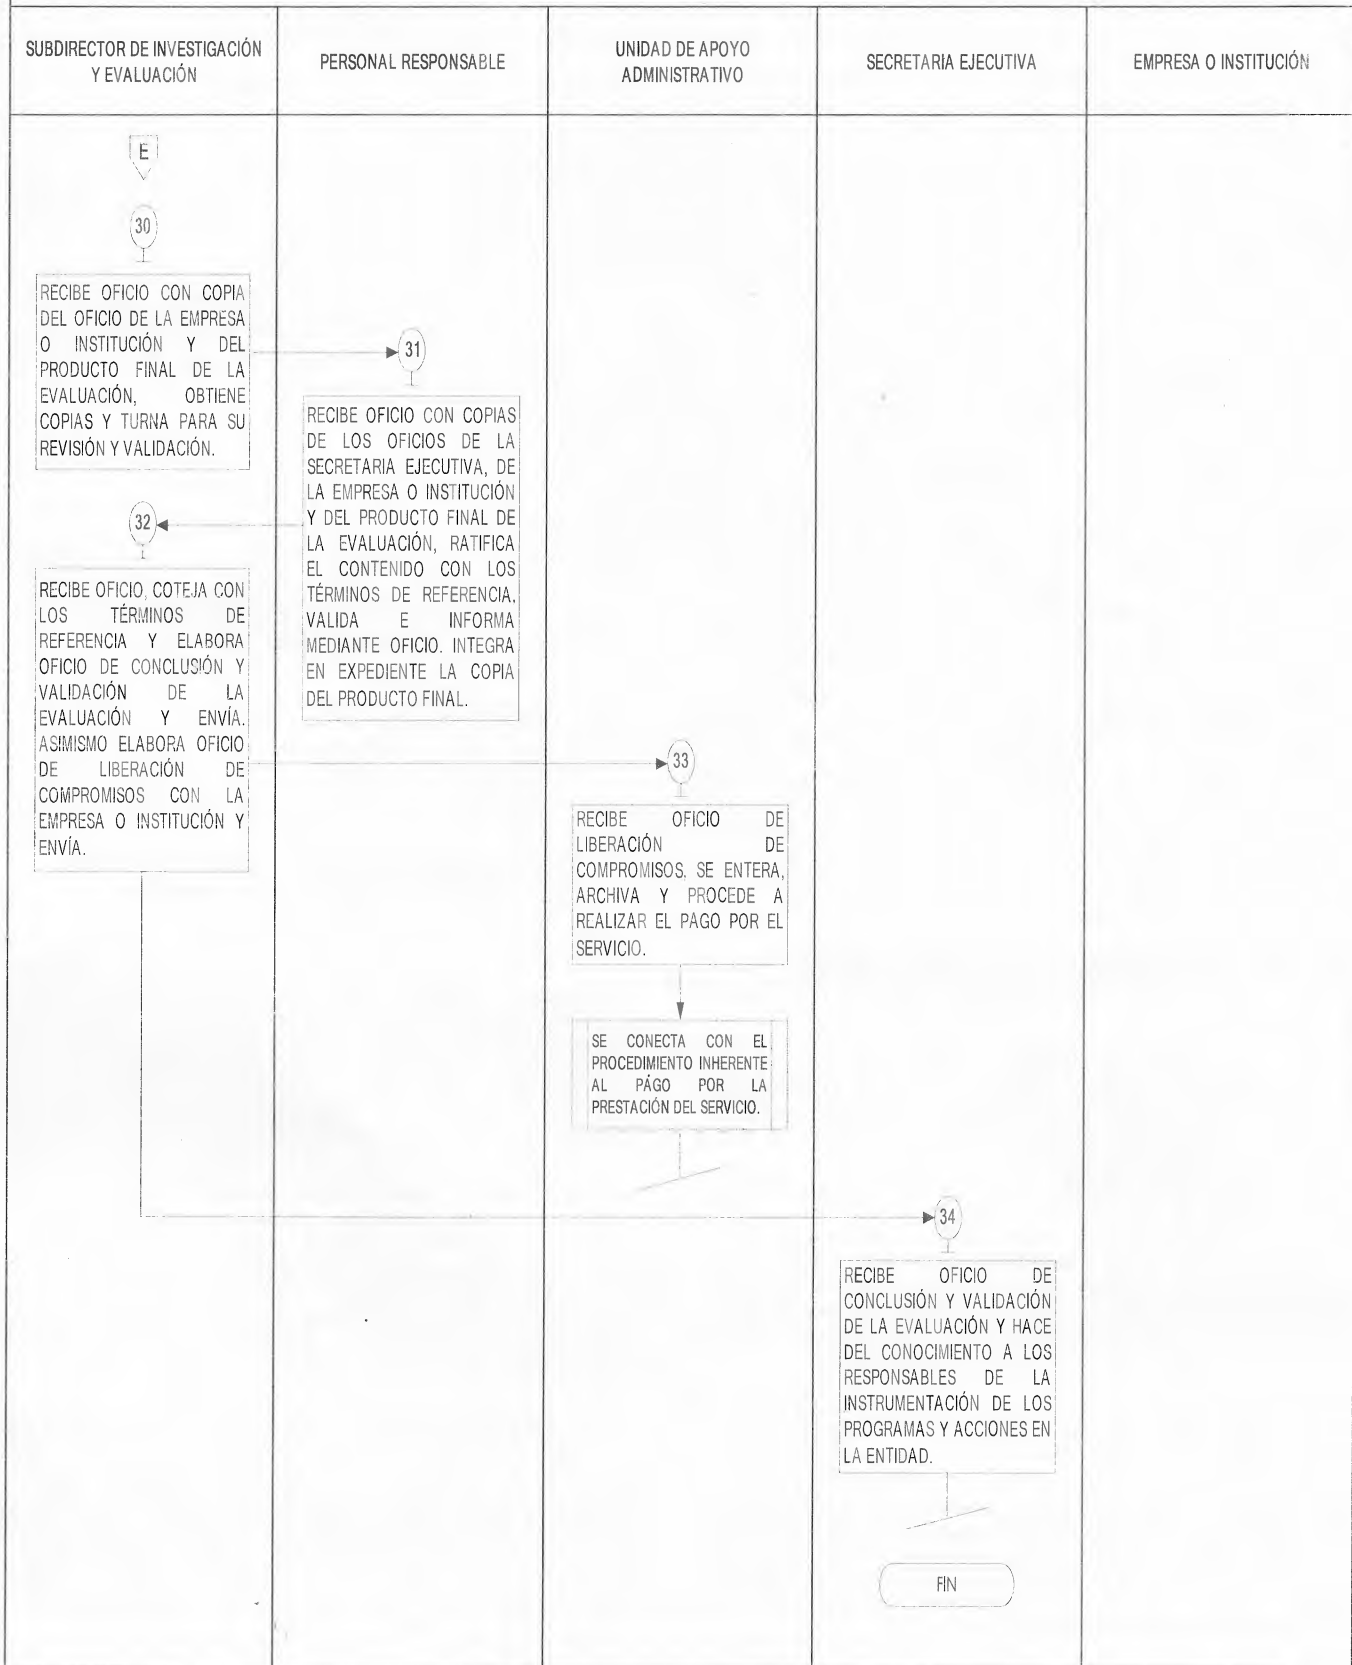 SUBDIRECTOR DE INVESTIGACIÓN
Y EVALUACIÓN
PERSONAL RESPONSABLE
UNIDAD DE APOYO
ADMINISTRATIVO
SECRETARIA EJECUTIVA
EMPRESA O INSTITUCIÓN
E
30
RECIBE OFICIO CON COPIA
DEL OFICIO DE LA EMPRESA
O INSTITUCIÓN Y DEL
PRODUCTO FINAL DE LA
EVALUACIÓN, OBTIENE
COPIAS Y TURNA PARA SU
REVISIÓN Y VALIDACIÓN.
31
RECIBE OFICIO CON COPIAS
DE LOS OFICIOS DE LA
SECRETARIA EJECUTIVA, DE
LA EMPRESA O INSTITUCIÓN
Y DEL PRODUCTO FINAL DE
LA EVALUACIÓN, RATIFICA
EL CONTENIDO CON LOS
TÉRMINOS DE REFERENCIA,
VALIDA E INFORMA
MEDIANTE OFICIO. INTEGRA
EN EXPEDIENTE LA COPIA
DEL PRODUCTO FINAL.
32
RECIBE OFICIO, COTEJA CON
LOS TÉRMINOS DE
REFERENCIA Y ELABORA
OFICIO DE CONCLUSIÓN Y
VALIDACIÓN DE LA
EVALUACIÓN Y ENVÍA.
ASIMISMO ELABORA OFICIO
DE LIBERACIÓN DE
COMPROMISOS CON LA
EMPRESA O INSTITUCIÓN Y
ENVÍA.
33
RECIBE OFICIO DE
LIBERACIÓN DE
COMPROMISOS, SE ENTERA,
ARCHIVA Y PROCEDE A
REALIZAR EL PAGO POR EL
SERVICIO.
SE CONECTA CON EL
PROCEDIMIENTO INHERENTE
AL PÁGO POR LA
PRESTACIÓN DEL SERVICIO.
34
RECIBE OFICIO DE
CONCLUSIÓN Y VALIDACIÓN
DE LA EVALUACIÓN Y HACE
DEL CONOCIMIENTO A LOS
RESPONSABLES DE LA
INSTRUMENTACIÓN DE LOS
PROGRAMAS Y ACCIONES EN
LA ENTIDAD.
FIN